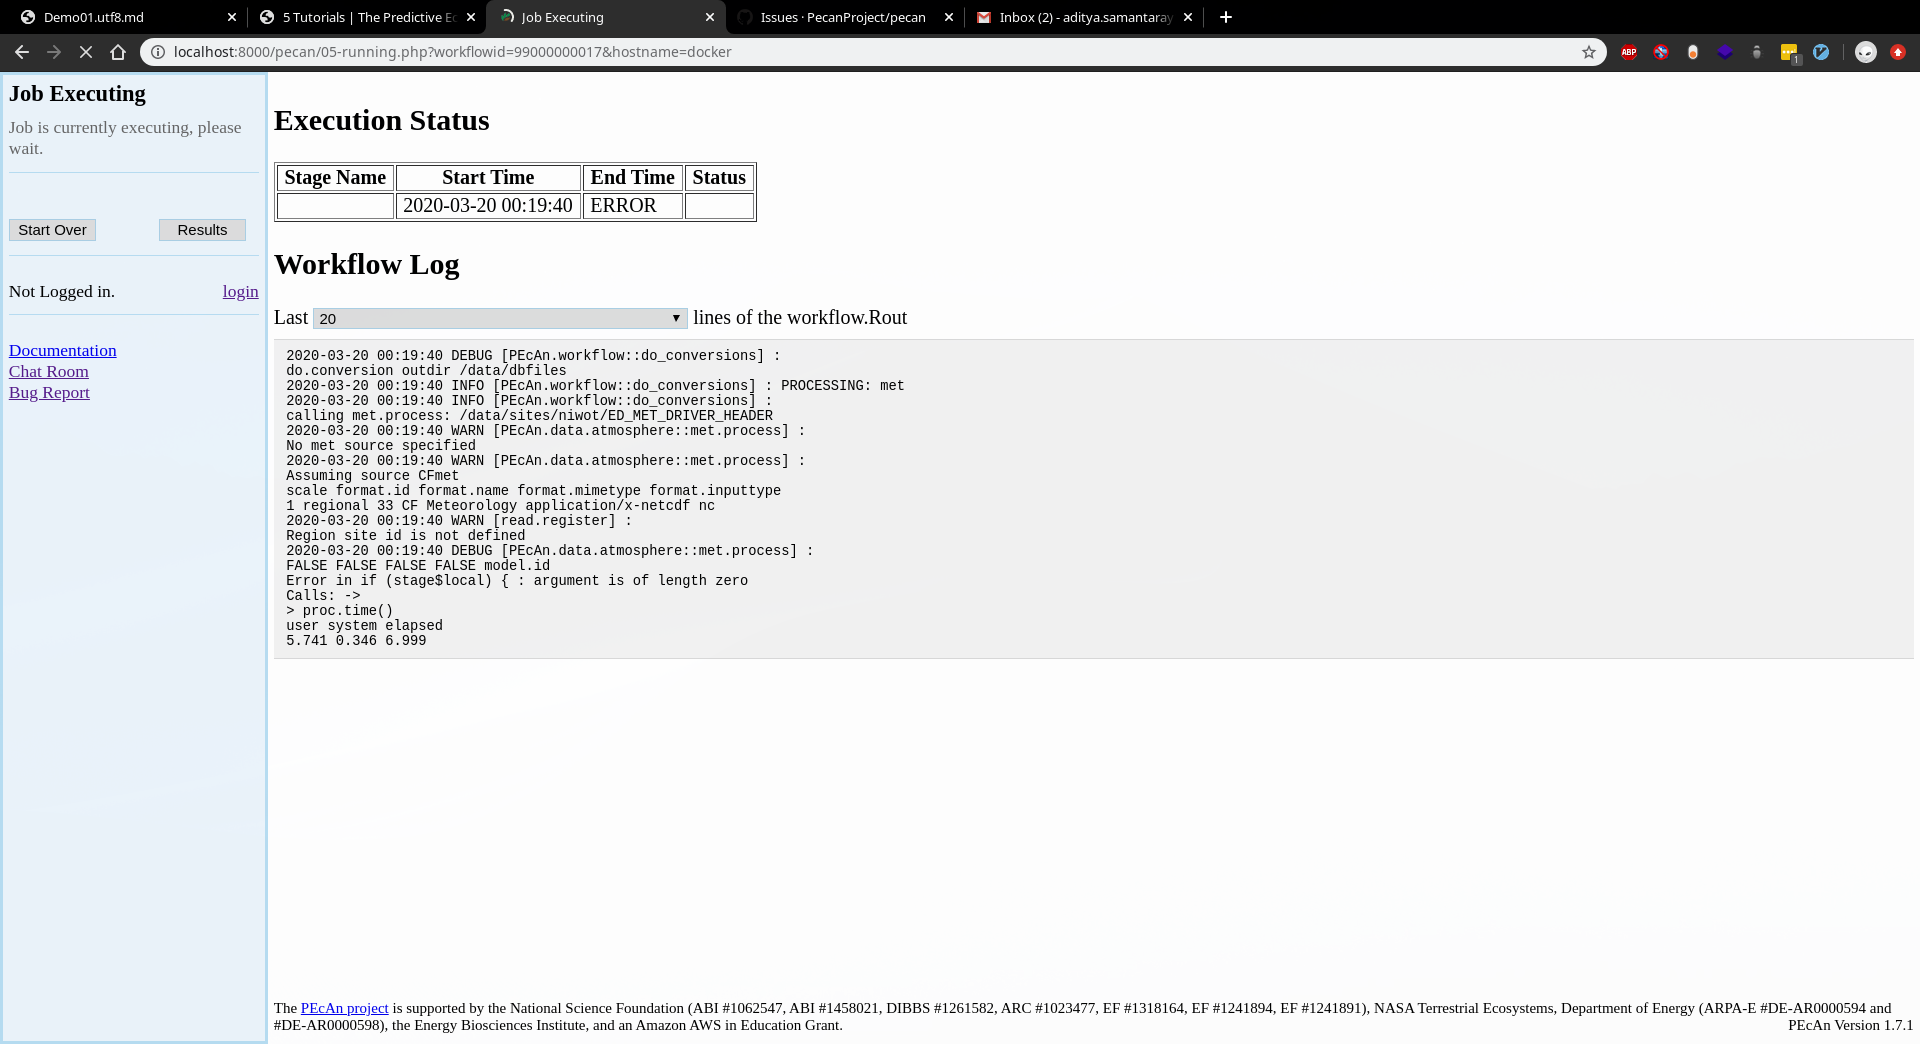 Demo01.utf8.md
5 Tutorials | The Predictive Ec
Job Executing
Issues · PecanProject/pecan
Inbox (2) - aditya.samantaray
localhost:8000/pecan/05-running.php?workflowid=99000000017&hostname=docker
ABP
1
Job Executing
Job is currently executing, please
wait.
Start Over Results
Not Logged in. login
Documentation
Chat Room
Bug Report
Execution Status
Stage Name Start Time End Time Status
2020-03-20 00:19:40 ERROR
Workflow Log
Last 20 lines of the workflow.Rout
2020-03-20 00:19:40 DEBUG [PEcAn.workflow::do_conversions] :
do.conversion outdir /data/dbfiles
2020-03-20 00:19:40 INFO [PEcAn.workflow::do_conversions] : PROCESSING: met
2020-03-20 00:19:40 INFO [PEcAn.workflow::do_conversions] :
calling met.process: /data/sites/niwot/ED_MET_DRIVER_HEADER
2020-03-20 00:19:40 WARN [PEcAn.data.atmosphere::met.process] :
No met source specified
2020-03-20 00:19:40 WARN [PEcAn.data.atmosphere::met.process] :
Assuming source CFmet
scale format.id format.name format.mimetype format.inputtype
1 regional 33 CF Meteorology application/x-netcdf nc
2020-03-20 00:19:40 WARN [read.register] :
Region site id is not defined
2020-03-20 00:19:40 DEBUG [PEcAn.data.atmosphere::met.process] :
FALSE FALSE FALSE FALSE model.id
Error in if (stage$local) { : argument is of length zero
Calls: ->
> proc.time()
user system elapsed
5.741 0.346 6.999
The PEcAn project is supported by the National Science Foundation (ABI #1062547, ABI #1458021, DIBBS #1261582, ARC #1023477, EF #1318164, EF #1241894, EF #1241891), NASA Terrestrial Ecosystems, Department of Energy (ARPA-E #DE-AR0000594 and
#DE-AR0000598), the Energy Biosciences Institute, and an Amazon AWS in Education Grant. PEcAn Version 1.7.1